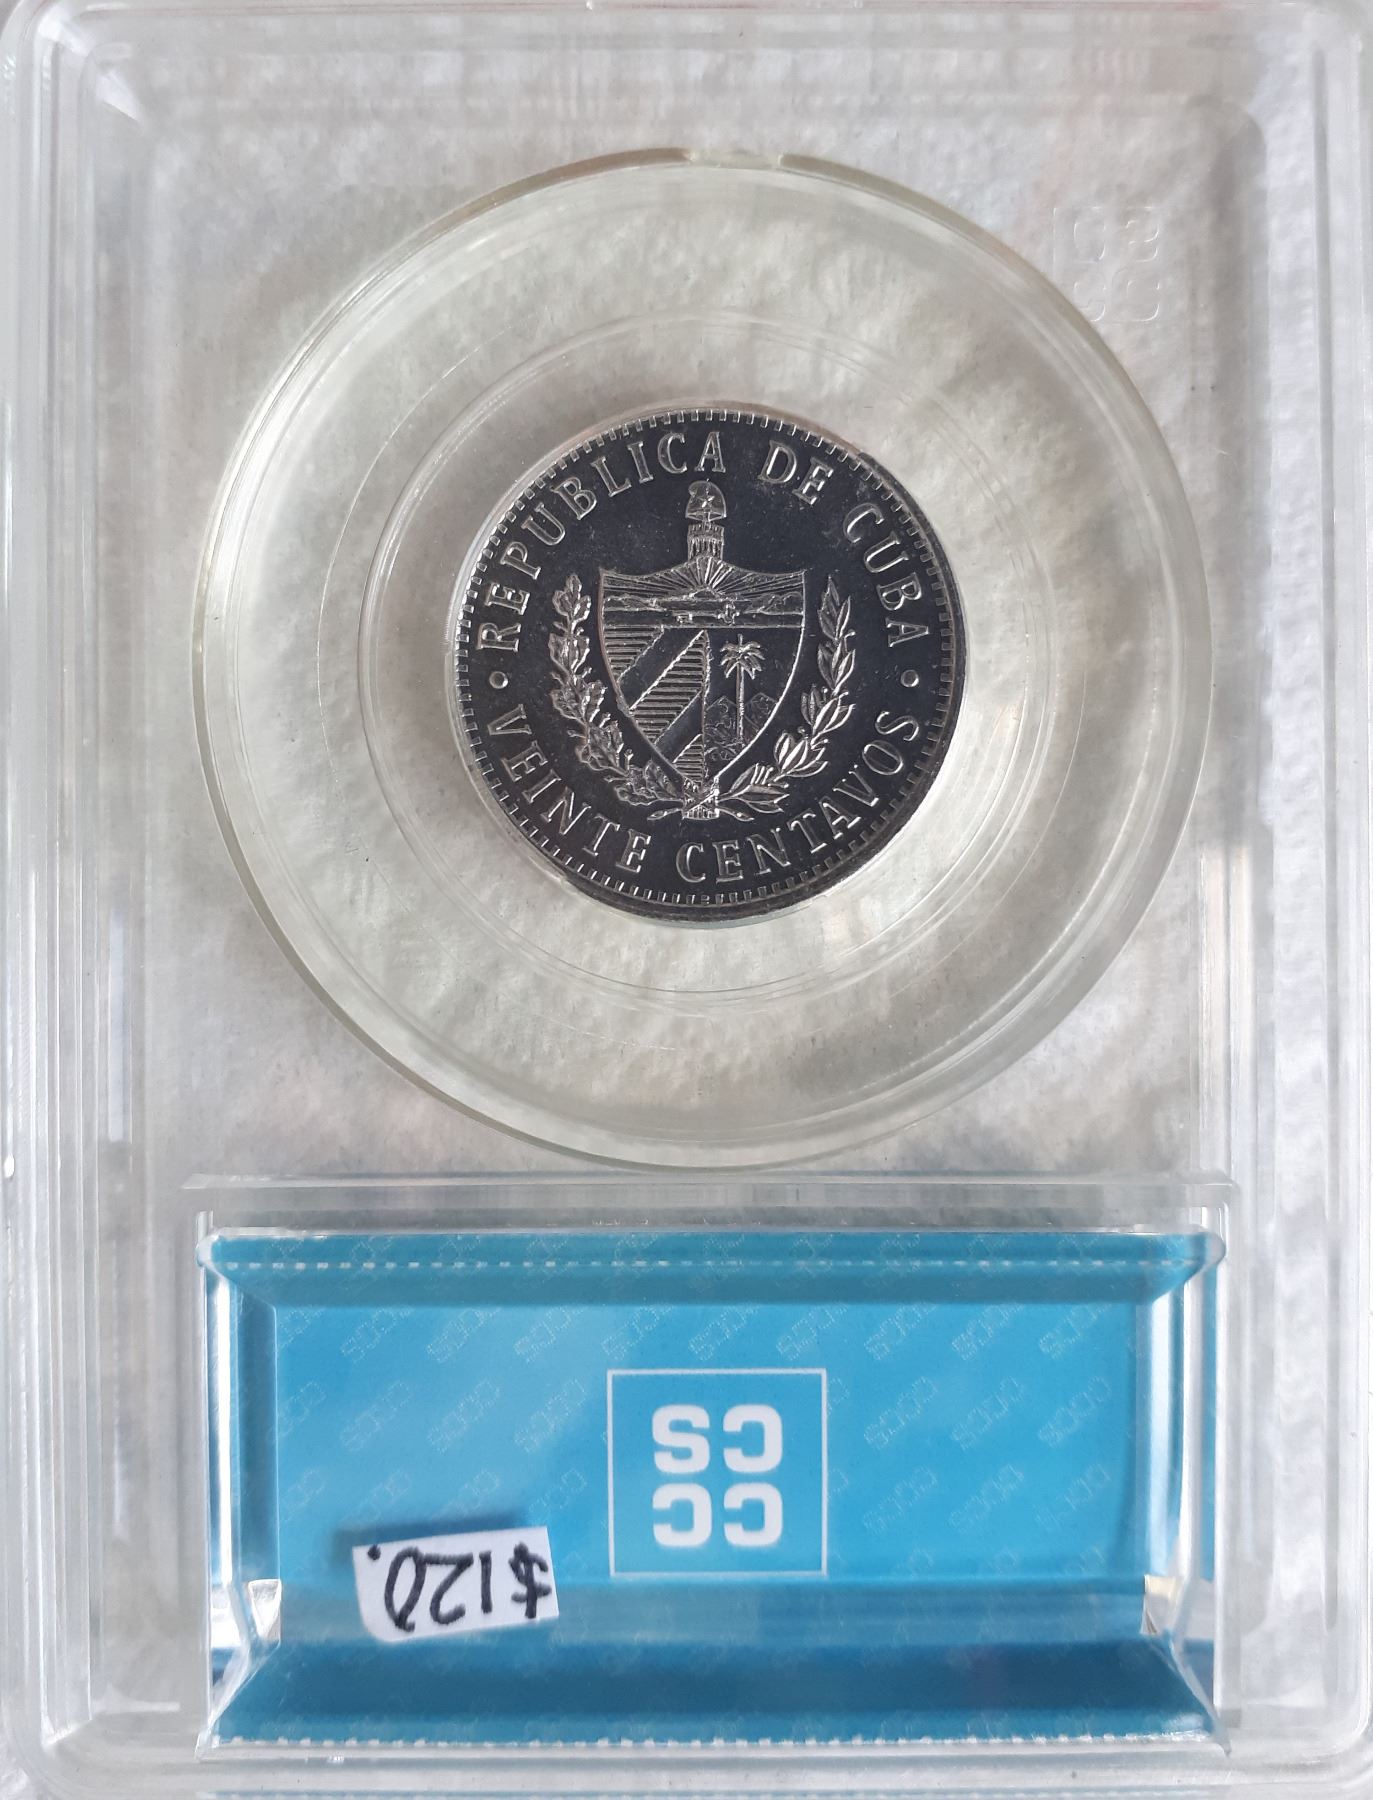 REPUBLICA DE CUBA
VEINTE CENTAVOS
CCCS
$120.